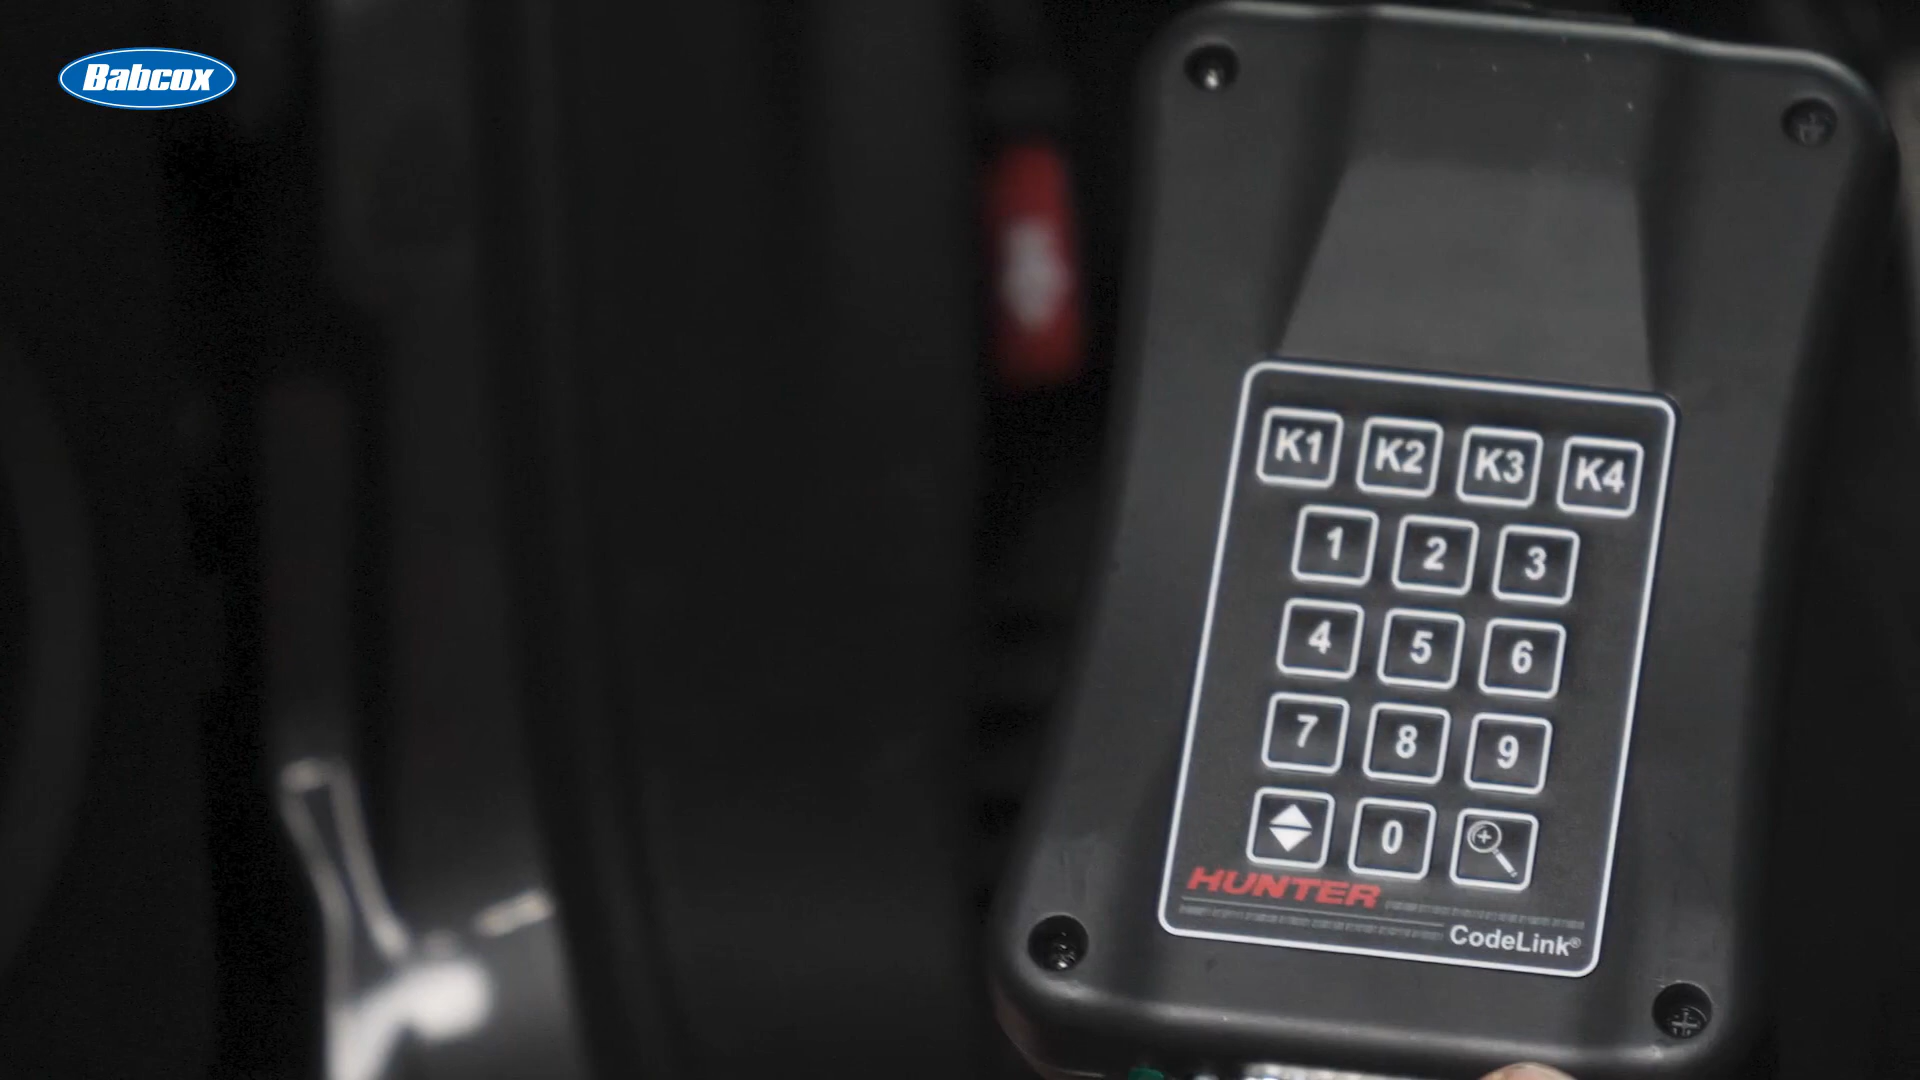 Babcox
K1 K2 K3 K4
1 2 3
4 5 6
7 8 9
0
HUNTER
CodeLink®